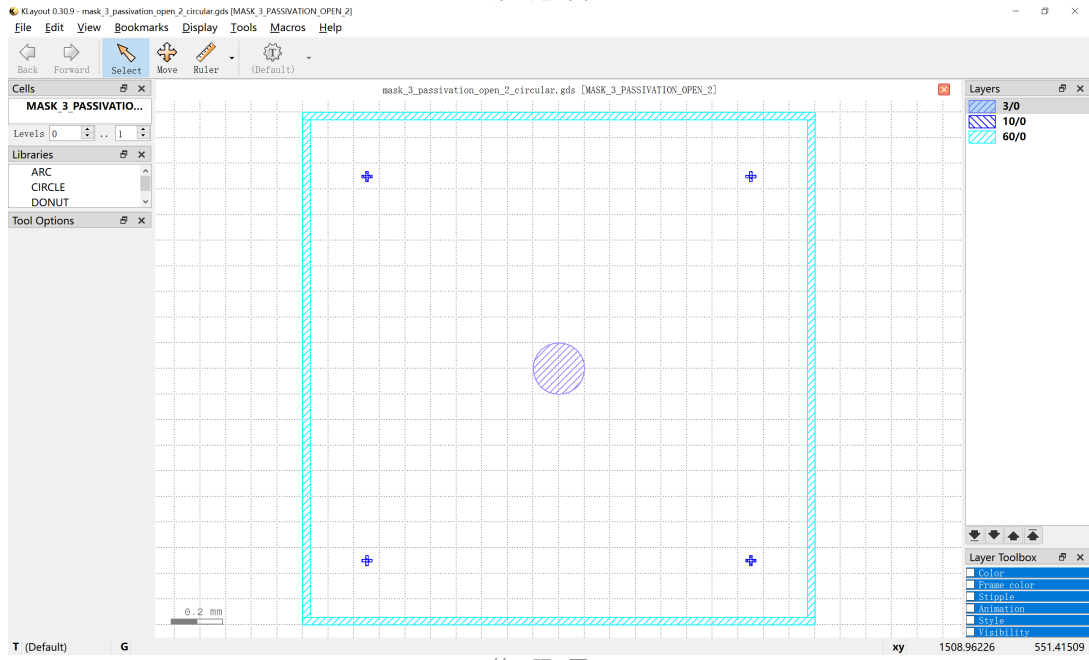 KLayout 0.30.9 - mask_3_passivation_open_2_circular.gds [MASK_3_PASSIVATION_OPEN_2]
File Edit View Bookmarks Display Tools Macros Help
Back Forward Select Move Ruler (Default)
Cells
MASK_3_PASSIVATIO...
Levels 0 .. 1
Libraries
ARC
CIRCLE
DONUT
Tool Options
mask_3_passivation_open_2_circular.gds [MASK_3_PASSIVATION_OPEN_2]
0.2 mm
Layers
3/0
10/0
60/0
Layer Toolbox
Color
Frame color
Stipple
Animation
Style
Visibility
T (Default) G xy 1508.96226 551.41509